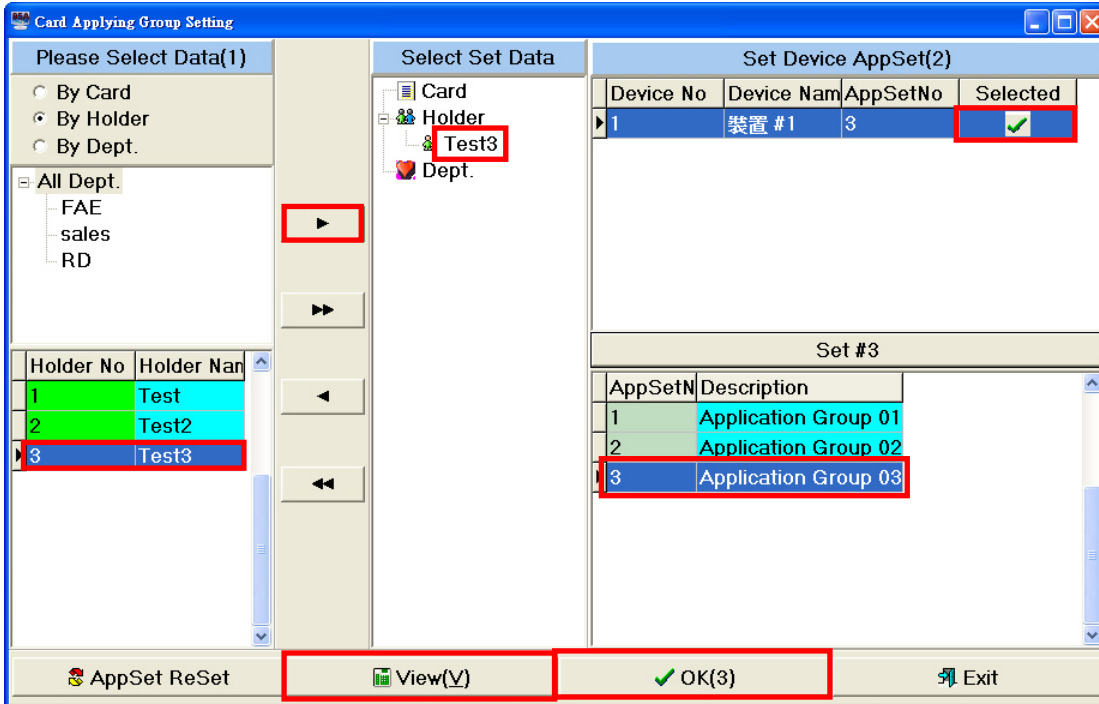 Card Applying Group Setting
Please Select Data(1)
By Card
By Holder
By Dept.
All Dept.
FAE
sales
RD
Holder No Holder Nan
1 Test
2 Test2
3 Test3
Select Set Data
Card
Holder
Test3
Dept.
Set Device AppSet(2)
Device No Device Nam AppSetNo Selected
1 裝置 #1 3
Set #3
AppSetN Description
1 Application Group 01
2 Application Group 02
3 Application Group 03
AppSet ReSet View(V) OK(3) Exit